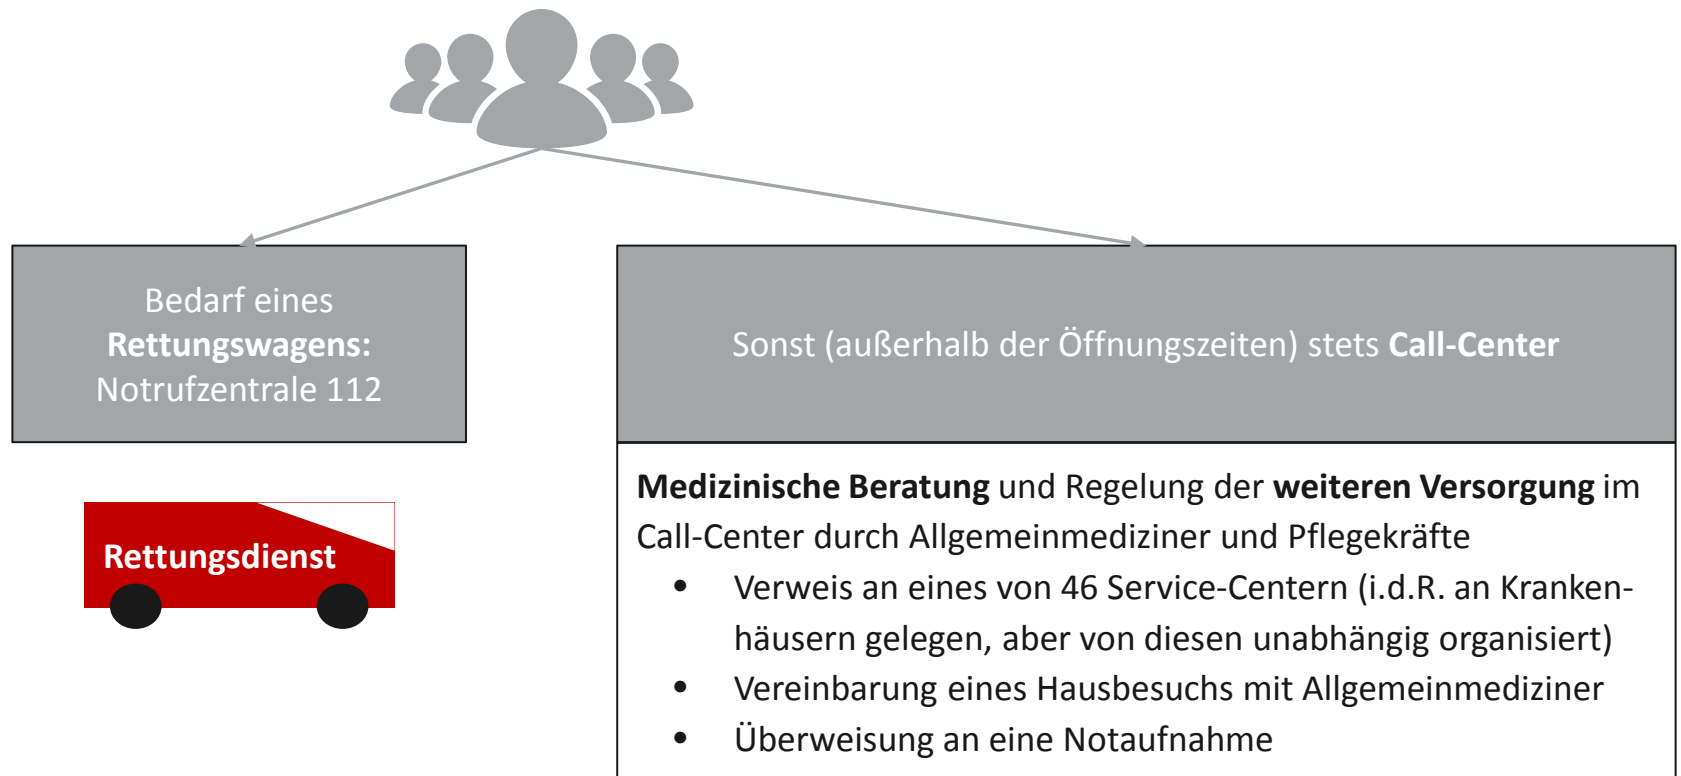 Bedarf eines
Rettungswagens:
Notrufzentrale 112
Sonst (außerhalb der Öffnungszeiten) stets Call-Center
Rettungsdienst
Medizinische Beratung und Regelung der weiteren Versorgung im
Call-Center durch Allgemeinmediziner und Pflegekräfte
• Verweis an eines von 46 Service-Centern (i.d.R. an Kranken-
häusern gelegen, aber von diesen unabhängig organisiert)
• Vereinbarung eines Hausbesuchs mit Allgemeinmediziner
• Überweisung an eine Notaufnahme